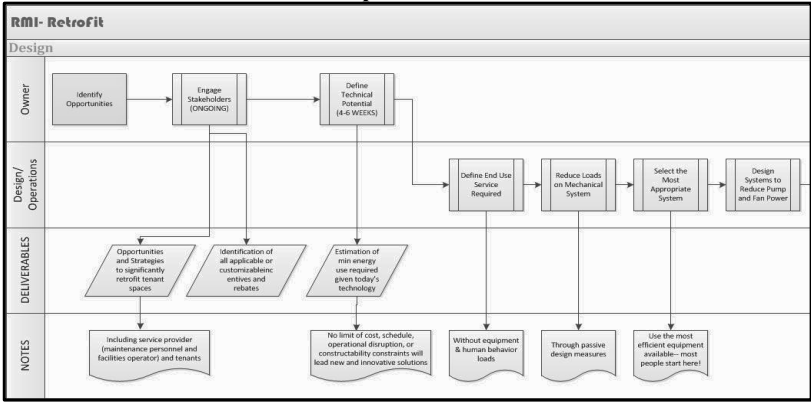 RMI- RetroFit
Design
Owner
Identify
Opportunities
Engage
Stakeholders
(ONGOING)
Define
Technical
Potential
(4-6 WEEKS)
Design/
Operations
Define End Use
Service
Required
Reduce Loads
on Mechanical
System
Select the
Most
Appropriate
System
Design
Systems to
Reduce Pump
and Fan Power
DELIVERABLES
Opportunities
and Strategies
to significantly
retrofit tenant
spaces
Identification of
all applicable or
customizableinc
entives and
rebates
Estimation of
min energy
use required
given today's
technology
NOTES
Including service provider
(maintenance personnel and
facilities operator) and tenants
No limit of cost, schedule,
operational disruption, or
constructability constraints will
lead new and innovative solutions
Without equipment
& human behavior
loads
Through passive
design measures
Use the most
efficient equipment
available-- most
people start here!